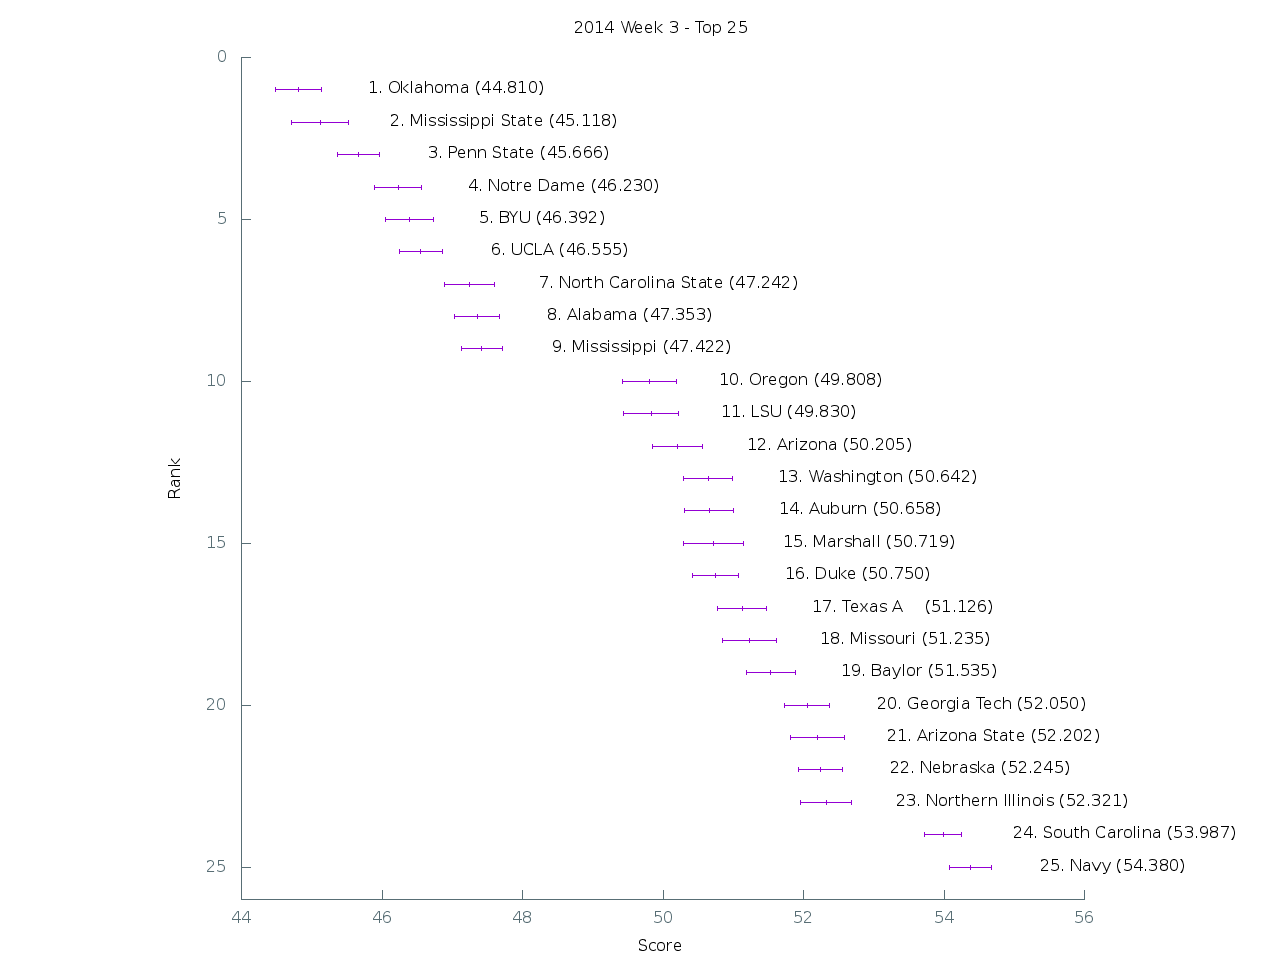 2014 Week 3 - Top 25
0
1. Oklahoma (44.810)
2. Mississippi State (45.118)
3. Penn State (45.666)
4. Notre Dame (46.230)
5
5. BYU (46.392)
6. UCLA (46.555)
7. North Carolina State (47.242)
8. Alabama (47.353)
9. Mississippi (47.422)
10
10. Oregon (49.808)
11. LSU (49.830)
12. Arizona (50.205)
Rank
13. Washington (50.642)
14. Auburn (50.658)
15
15. Marshall (50.719)
16. Duke (50.750)
17. Texas A (51.126)
18. Missouri (51.235)
19. Baylor (51.535)
20
20. Georgia Tech (52.050)
21. Arizona State (52.202)
22. Nebraska (52.245)
23. Northern Illinois (52.321)
24. South Carolina (53.987)
25
25. Navy (54.380)
44 46 48 50 52 54 56
Score